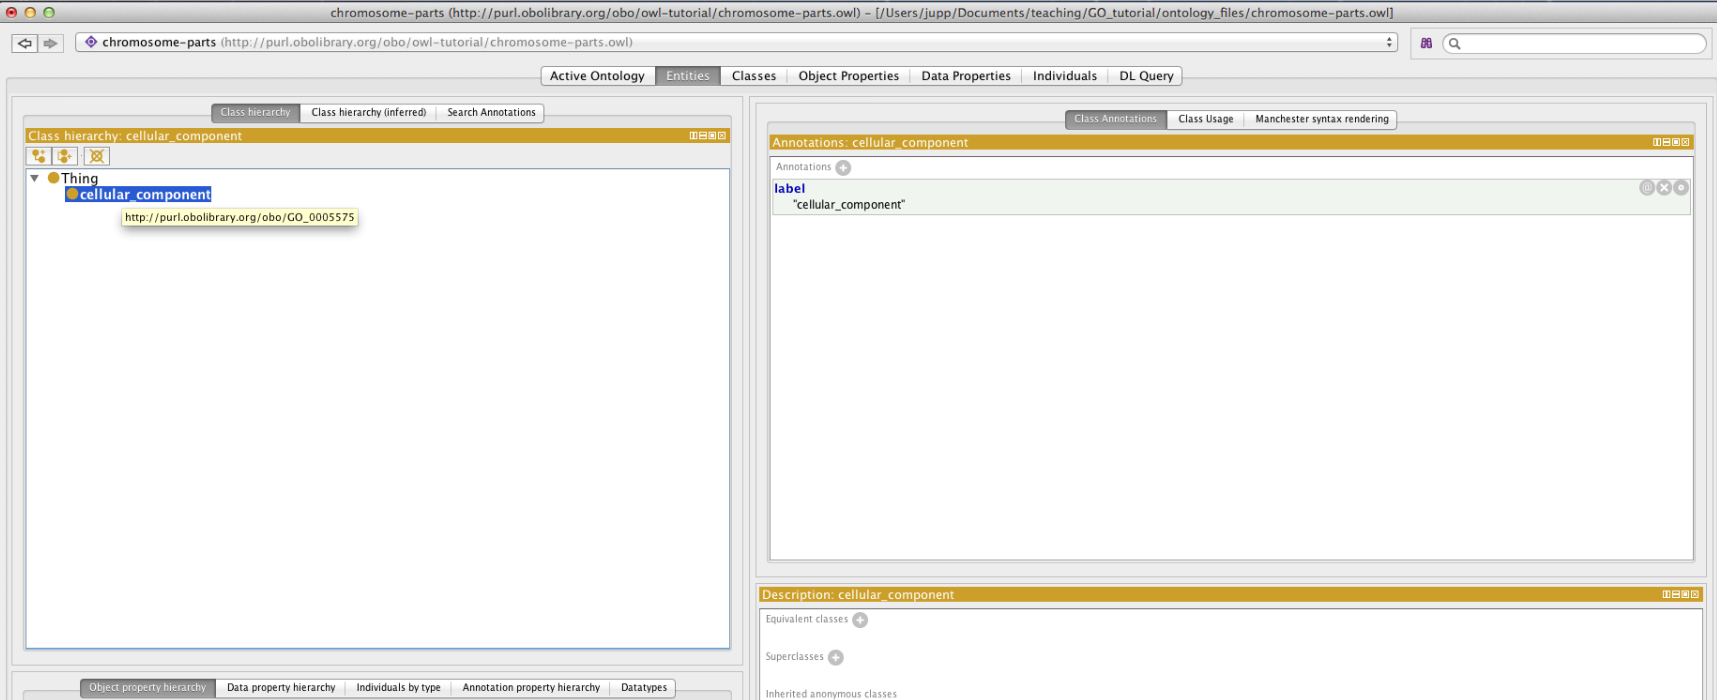 chromosome-parts (http://purl.obolibrary.org/obo/owl-tutorial/chromosome-parts.owl) – [/Users/jupp/Documents/teaching/GO_tutorial/ontology_files/chromosome-parts.owl]
chromosome-parts (http://purl.obolibrary.org/obo/owl-tutorial/chromosome-parts.owl)
Active Ontology Entities Classes Object Properties Data Properties Individuals DL Query
Class hierarchy Class hierarchy (inferred) Search Annotations
Class hierarchy: cellular_component
Thing
cellular_component
http://purl.obolibrary.org/obo/GO_0005575
Class Annotations Class Usage Manchester syntax rendering
Annotations: cellular_component
Annotations
label
"cellular_component"
Description: cellular_component
Equivalent classes
Superclasses
Inherited anonymous classes
Object property hierarchy Data property hierarchy Individuals by type Annotation property hierarchy Datatypes